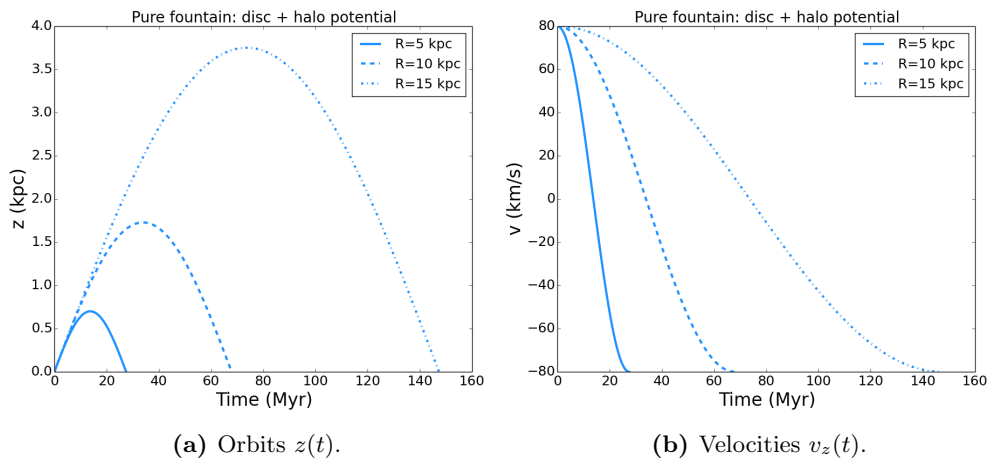 Pure fountain: disc + halo potential
4.0
3.5
3.0
2.5
2.0
1.5
1.0
0.5
0.0
z (kpc)
R=5 kpc
R=10 kpc
R=15 kpc
0 20 40 60 80 100 120 140 160
Time (Myr)
(a) Orbits z(t).
Pure fountain: disc + halo potential
80
60
40
20
0
−20
−40
−60
−80
v (km/s)
R=5 kpc
R=10 kpc
R=15 kpc
0 20 40 60 80 100 120 140 160
Time (Myr)
(b) Velocities v_z(t).